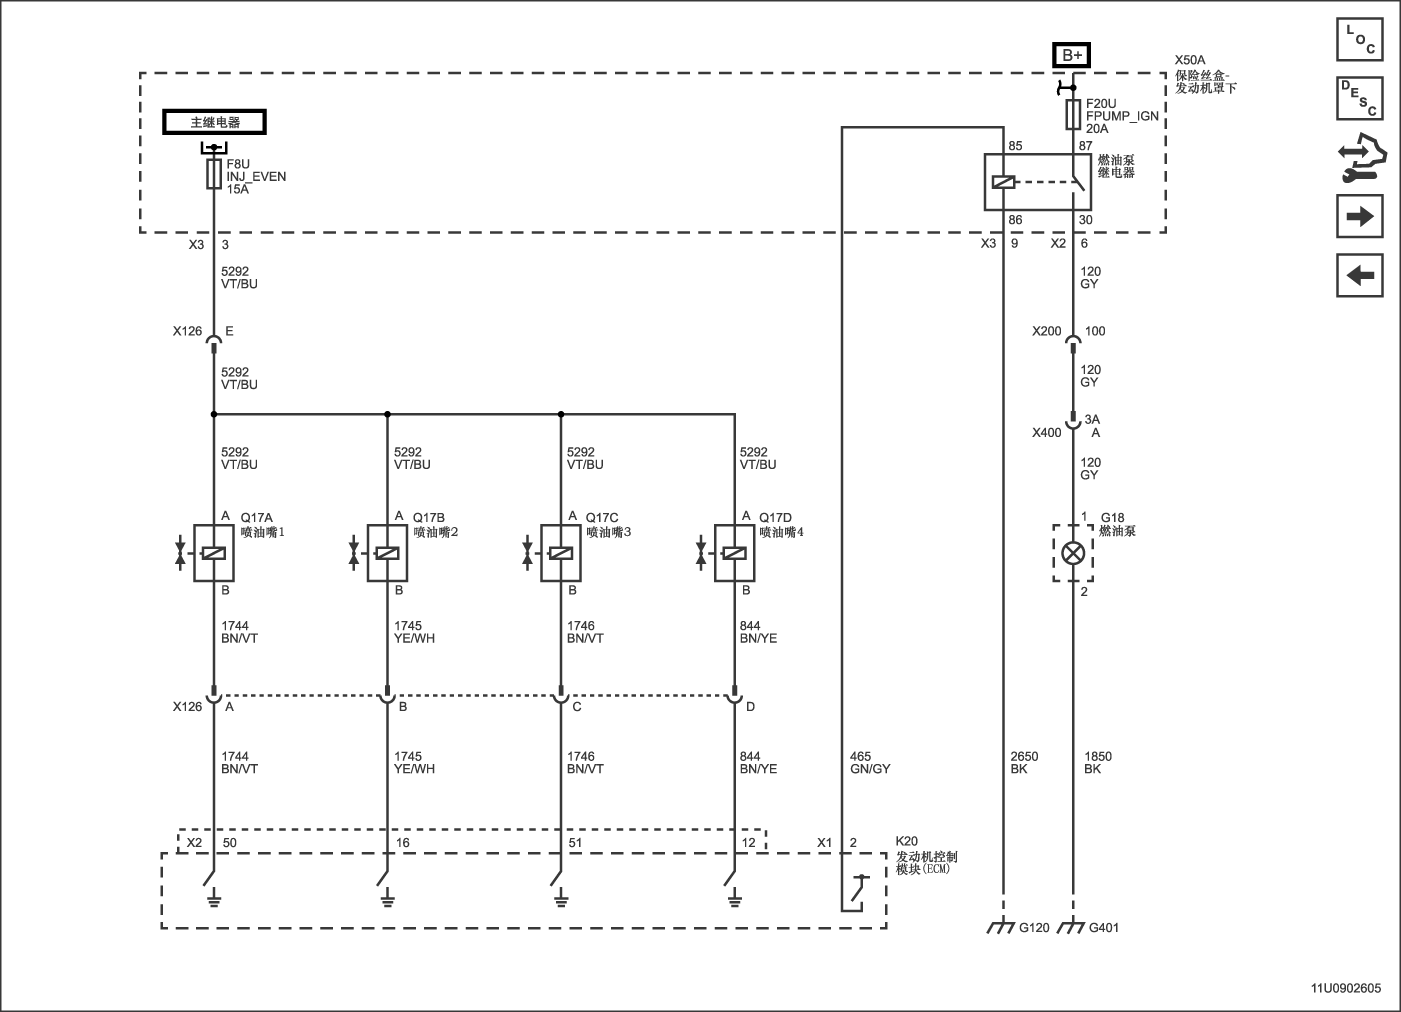 B+
X50A
保险丝盒-
发动机罩下
L
O
C
D
E
S
C
主继电器
F8U
INJ_EVEN
15A
F20U
FPUMP_IGN
20A
85
87
燃油泵
继电器
86
30
X3
3
X3
9
X2
6
5292
VT/BU
120
GY
X126
E
X200
100
5292
VT/BU
120
GY
X400
3A
A
5292
VT/BU
5292
VT/BU
5292
VT/BU
5292
VT/BU
120
GY
A
Q17A
喷油嘴1
A
Q17B
喷油嘴2
A
Q17C
喷油嘴3
A
Q17D
喷油嘴4
1
G18
燃油泵
B
B
B
B
2
1744
BN/VT
1745
YE/WH
1746
BN/VT
844
BN/YE
X126
A
B
C
D
1744
BN/VT
1745
YE/WH
1746
BN/VT
844
BN/YE
465
GN/GY
2650
BK
1850
BK
X2
50
16
51
12
X1
2
K20
发动机控制
模块(ECM)
G120
G401
11U0902605